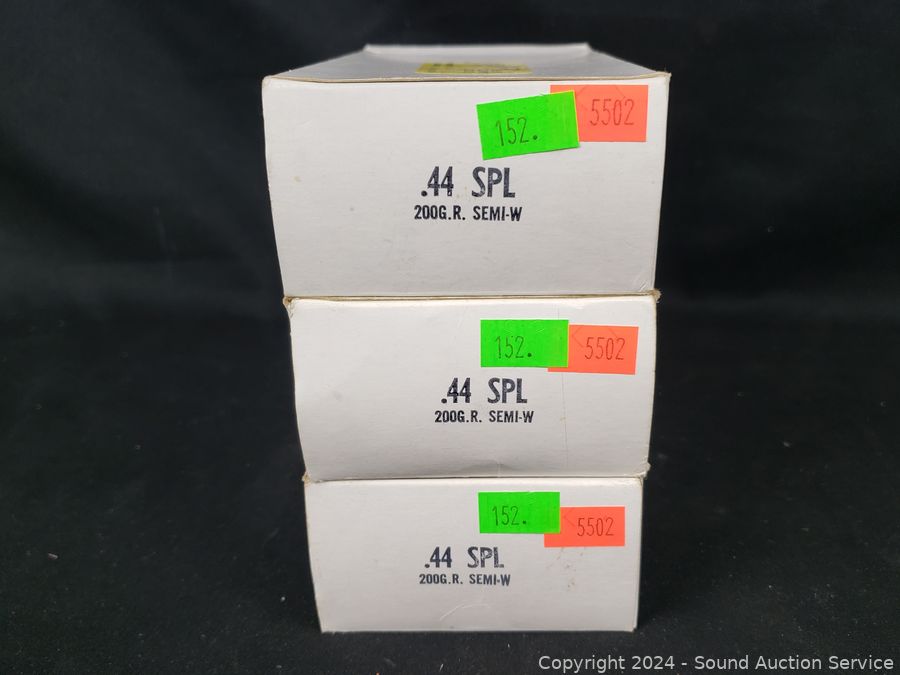 152.
5502
.44 SPL
200G.R. SEMI-W
152.
5502
.44 SPL
200G.R. SEMI-W
152.
5502
.44 SPL
200G.R. SEMI-W
Copyright 2024 - Sound Auction Service